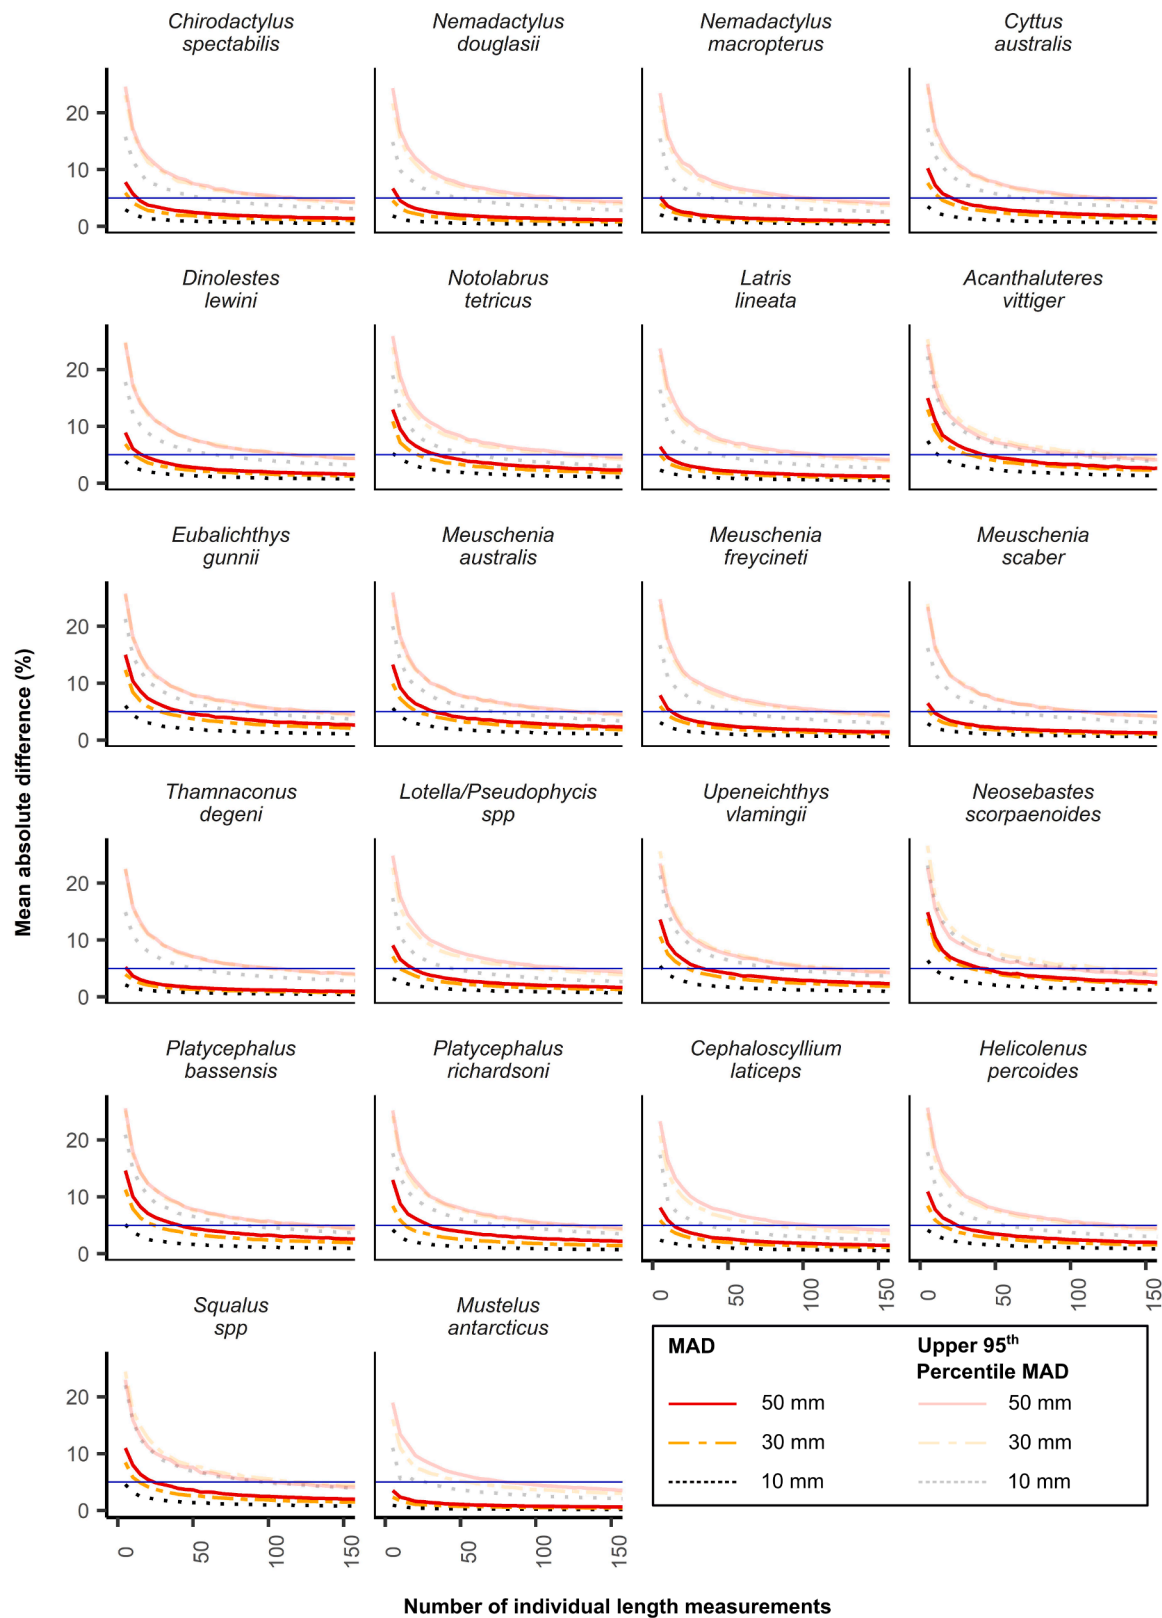 Chirodactylus
spectabilis
Nemadactylus
douglasii
Nemadactylus
macropterus
Cyttus
australis
20
10
0
Dinolestes
lewini
Notolabrus
tetricus
Latris
lineata
Acanthaluteres
vittiger
20
10
0
Eubalichthys
gunnii
Meuschenia
australis
Meuschenia
freycineti
Meuschenia
scaber
20
10
0
Mean absolute difference (%)
Thamnaconus
degeni
Lotella/Pseudophycis
spp
Upeneichthys
vlamingii
Neosebastes
scorpaenoides
20
10
0
Platycephalus
bassensis
Platycephalus
richardsoni
Cephaloscyllium
laticeps
Helicolenus
percoides
20
10
0
0
50
100
150
0
50
100
150
Squalus
spp
Mustelus
antarcticus
20
10
0
0
50
100
150
0
50
100
150
MAD
50 mm
30 mm
10 mm
Upper 95th
Percentile MAD
50 mm
30 mm
10 mm
Number of individual length measurements